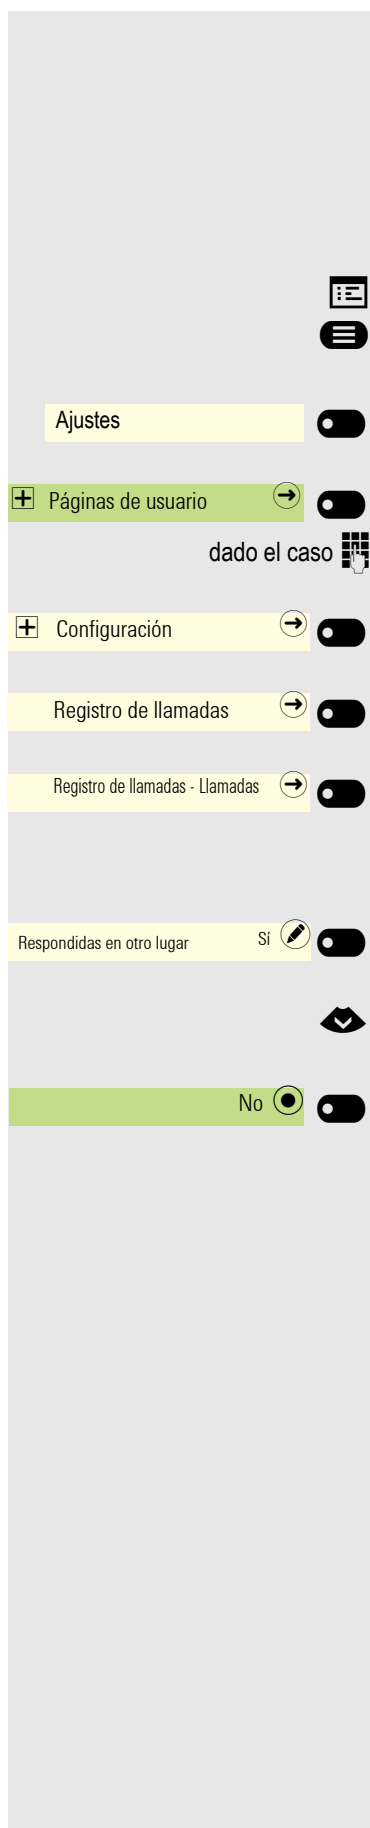 Ajustes
Páginas de usuario
dado el caso
Configuración
Registro de llamadas
Registro de llamadas - Llamadas
Respondidas en otro lugar Sí
No